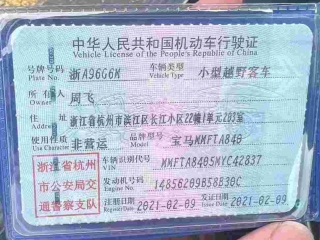 中华人民共和国机动车行驶证
Vehicle License of the People's Republic of China
号牌号码 浙A96G6M 车辆类型 小型越野客车
Plate No. Vehicle Type
所有人 周飞
Owner
住址 浙江省杭州市滨江区长江小区22幢1单元203室
使用性质 非营运 品牌型号 宝马MMFTA840
Use Character Model
浙江省杭州 车辆识别代号 MMFTA8405MYC42837
VIN
市公安局交 发动机号码 14856209B58B30C
Engine No.
通警察支队 注册日期 2021-02-09 发证日期 2021-02-09
Register Date Issue Date